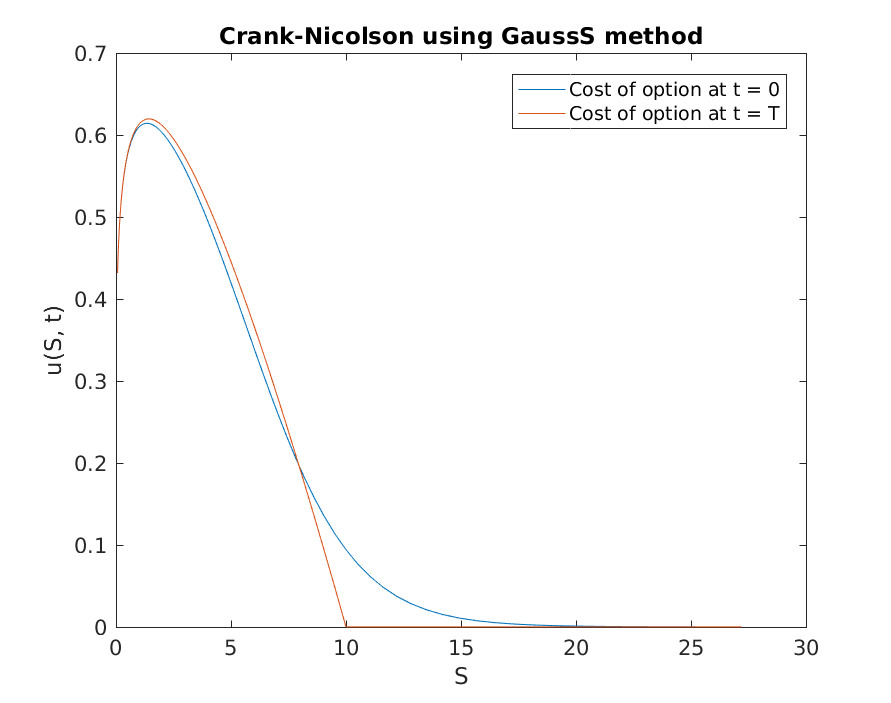 Crank-Nicolson using GaussS method
Cost of option at t = 0
Cost of option at t = T
u(S, t)
0.7
0.6
0.5
0.4
0.3
0.2
0.1
0
0 5 10 15 20 25 30
S